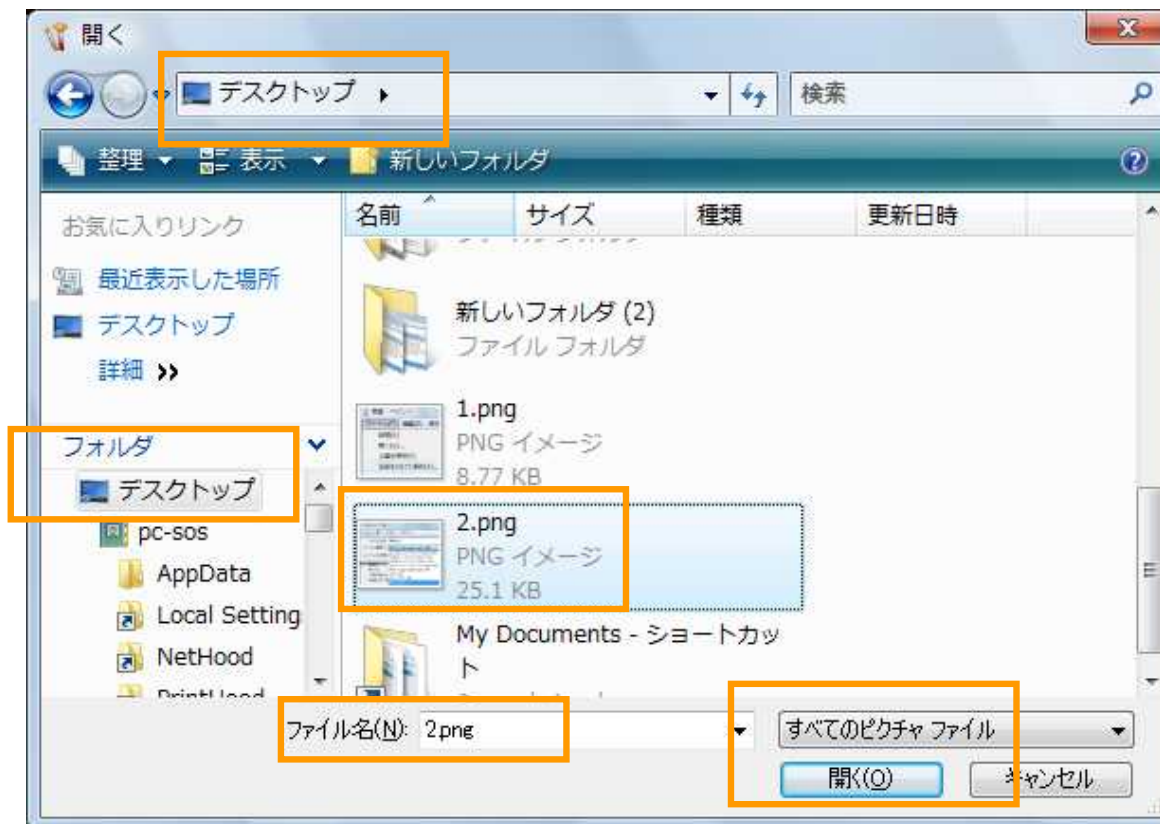 開く
デスクトップ
検索
整理 表示 新しいフォルダ
お気に入りリンク
最近表示した場所
デスクトップ
詳細 >>
フォルダ
デスクトップ
pc-sos
AppData
Local Setting
NetHood
PrintHood
名前 サイズ 種類 更新日時
新しいフォルダ (2)
ファイル フォルダ
1.png
PNG イメージ
8.77 KB
2.png
PNG イメージ
25.1 KB
My Documents - ショートカッ
ト
ファイル名(N): 2.png
すべてのピクチャ ファイル
開く(O) キャンセル